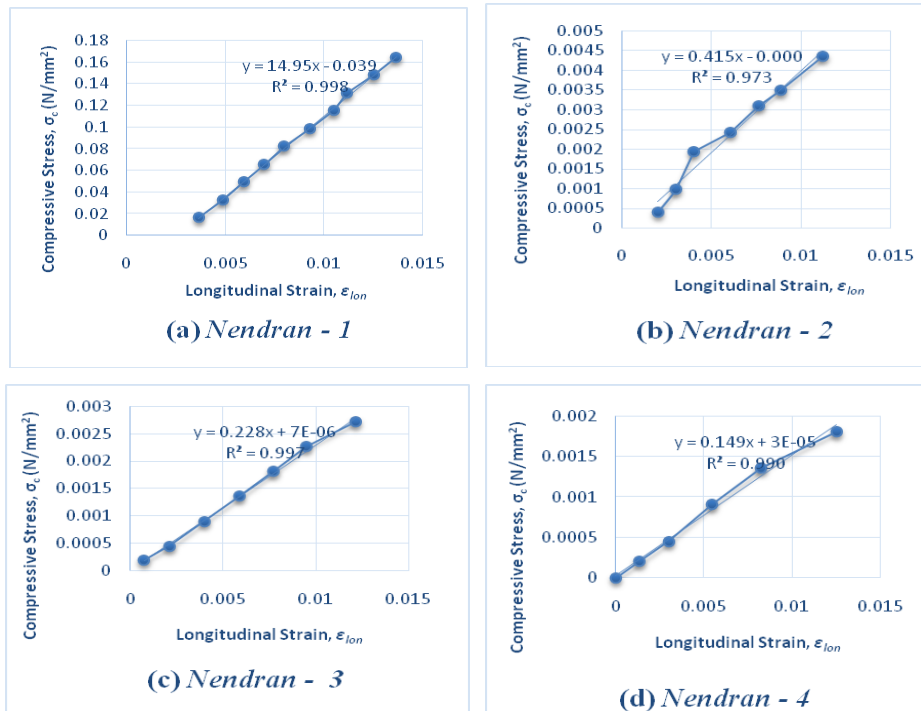 Compressive Stress, σc (N/mm²)
0.18
0.16
0.14
0.12
0.1
0.08
0.06
0.04
0.02
0
y = 14.95x - 0.039
R² = 0.998
0 0.005 0.01 0.015
Longitudinal Strain, εlon
(a) Nendran - 1
Compressive Stress, σc (N/mm²)
0.005
0.0045
0.004
0.0035
0.003
0.0025
0.002
0.0015
0.001
0.0005
0
y = 0.415x - 0.000
R² = 0.973
0 0.005 0.01 0.015
Longitudinal Strain, εlon
(b) Nendran - 2
Compressive Stress, σc (N/mm²)
0.003
0.0025
0.002
0.0015
0.001
0.0005
0
y = 0.228x + 7E-06
R² = 0.997
0 0.005 0.01 0.015
Longitudinal Strain, εlon
(c) Nendran - 3
Compressive Stress, σc (N/mm²)
0.002
0.0015
0.001
0.0005
0
y = 0.149x + 3E-05
R² = 0.990
0 0.005 0.01 0.015
Longitudinal Strain, εlon
(d) Nendran - 4